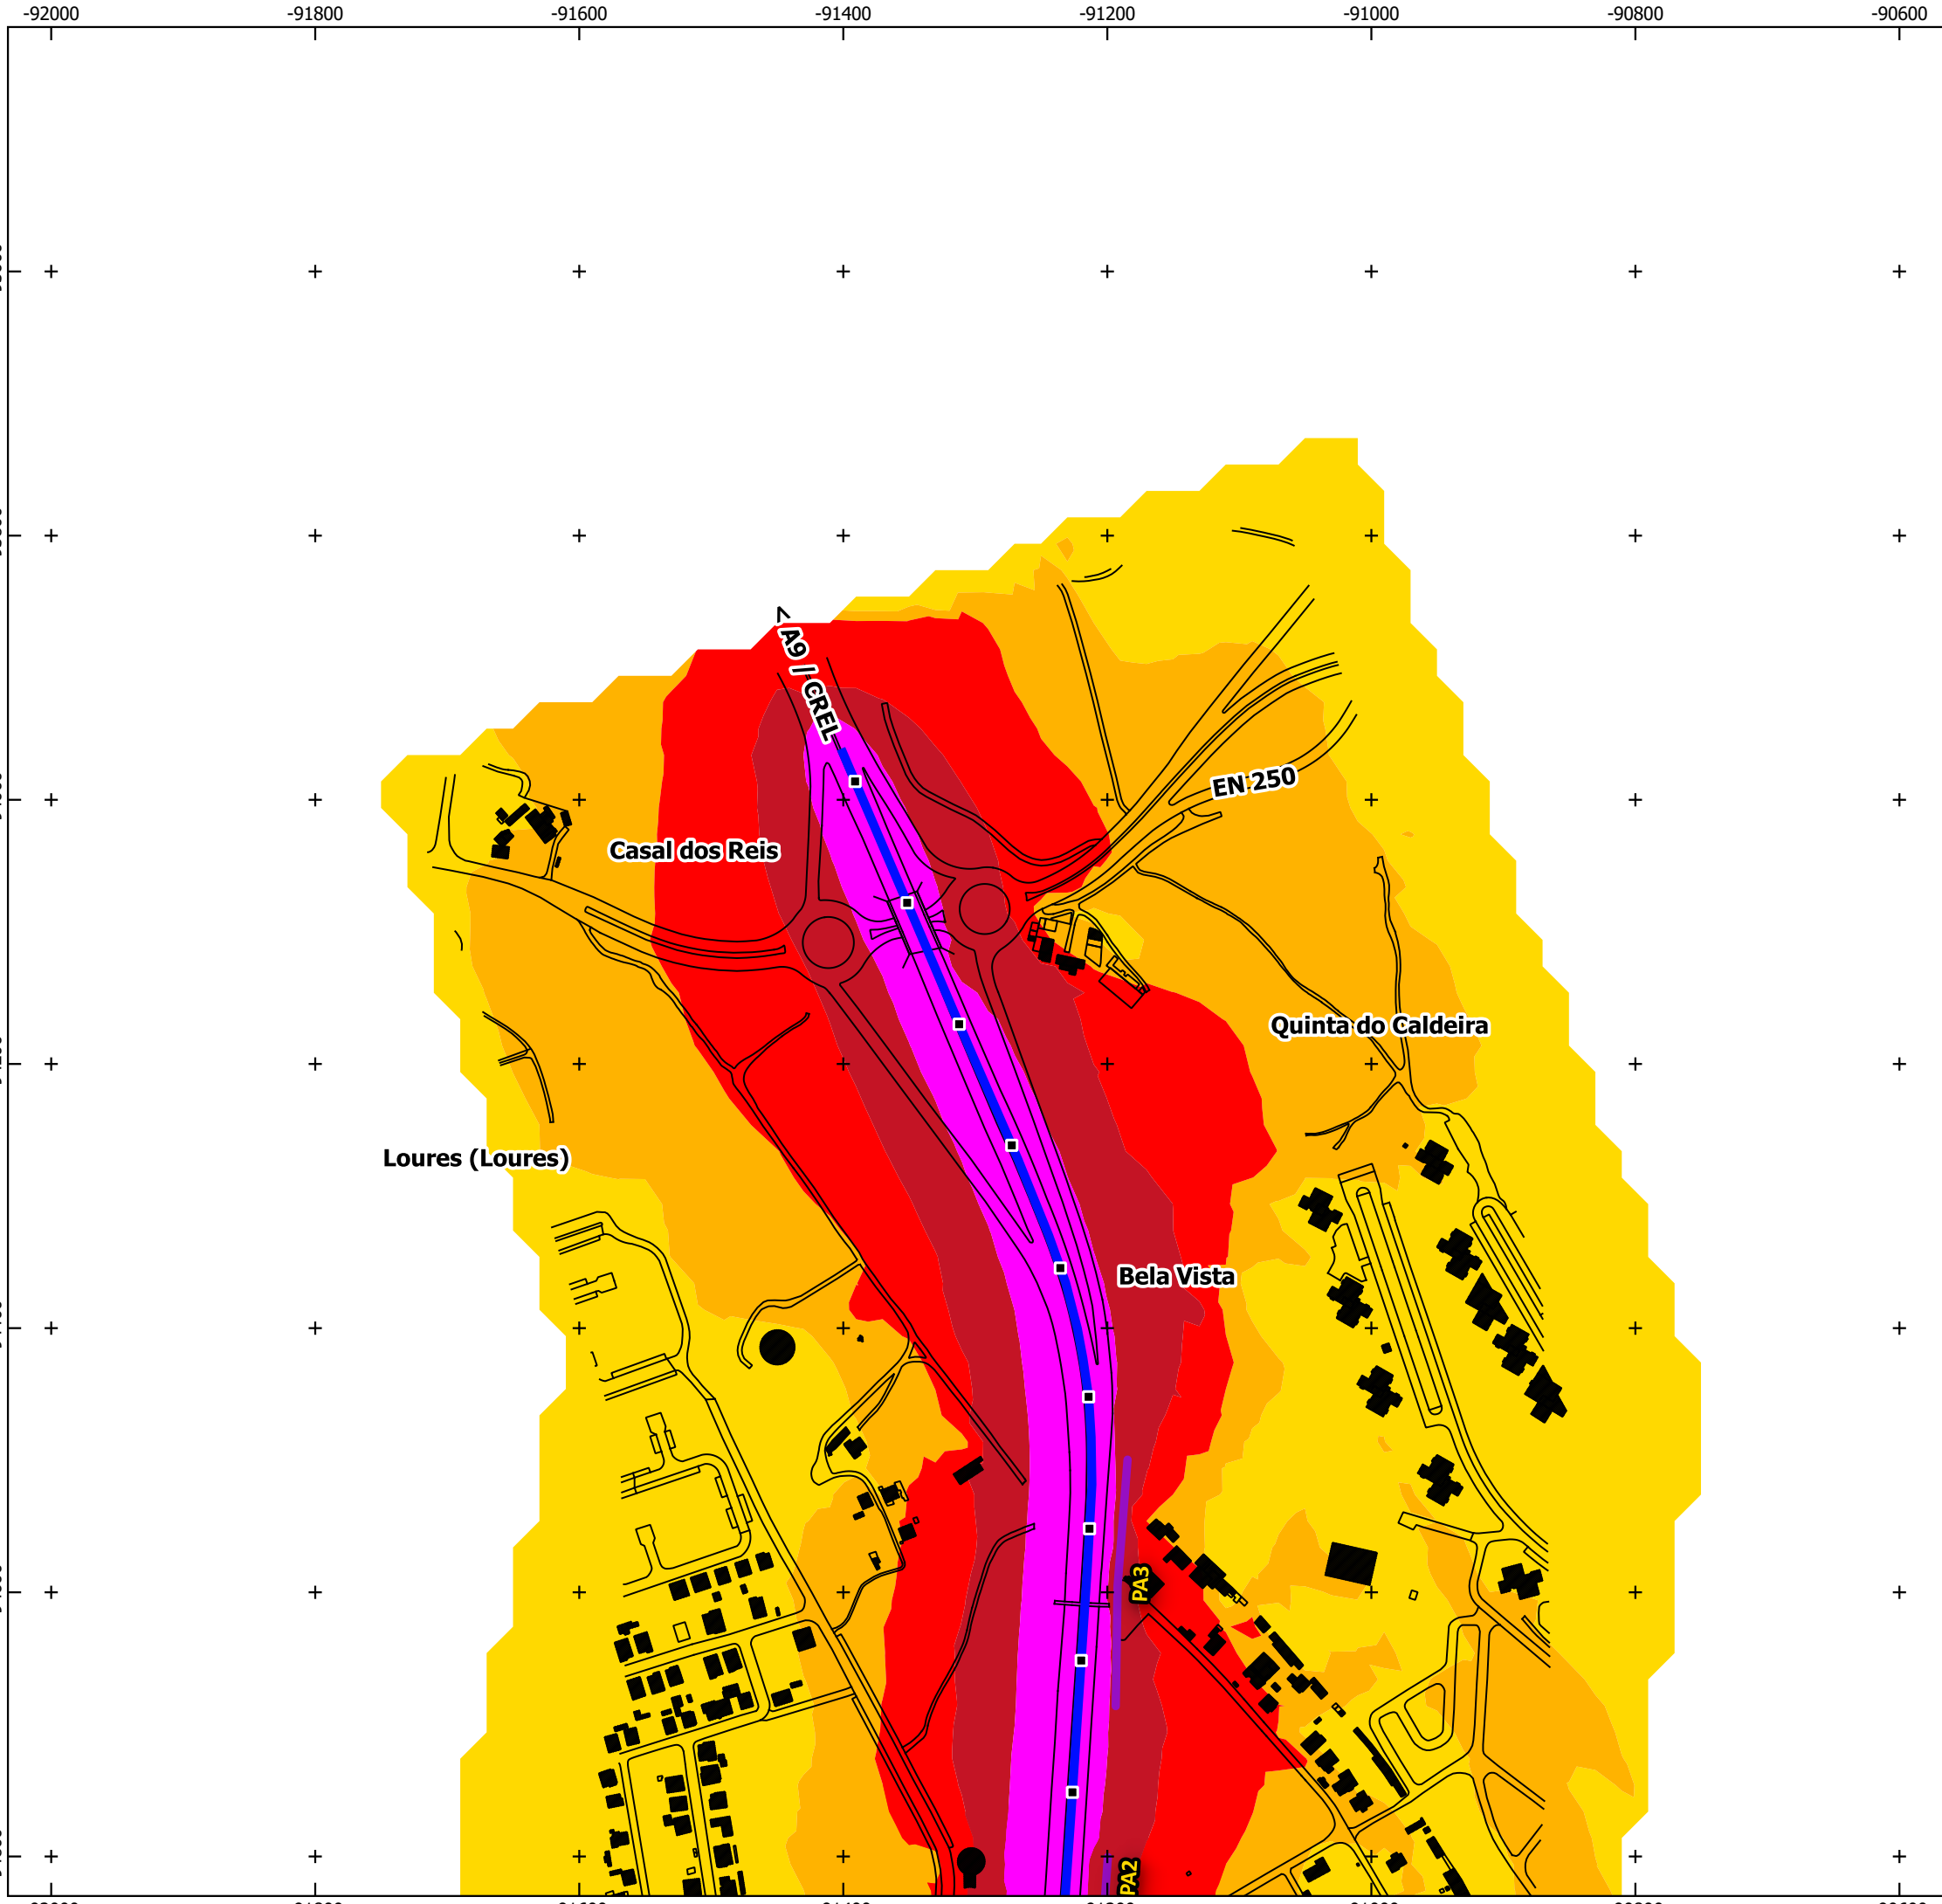 -92000 -91800 -91600 -91400 -91200 -91000 -90800 -90600
< A9 / CREL
EN 250
Casal dos Reis
Quinta do Caldeira
Loures (Loures)
Bela Vista
PA3
PA2